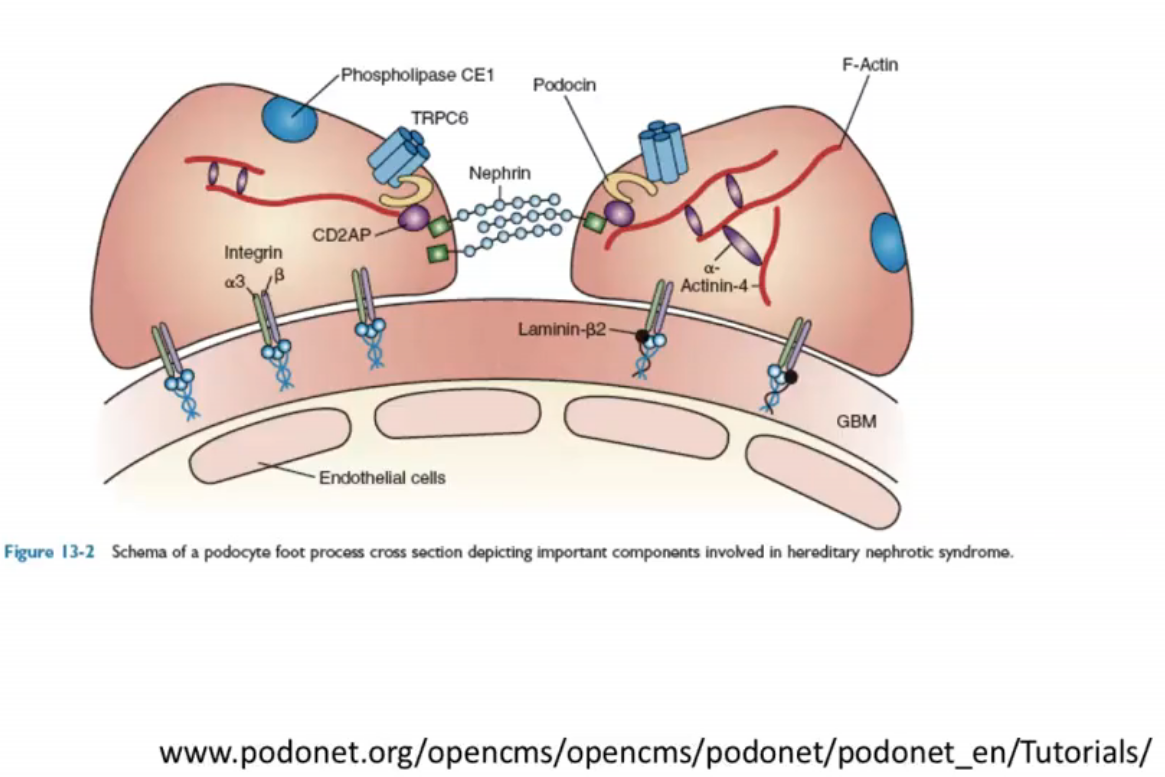 F-Actin
Phospholipase CE1
Podocin
TRPC6
Nephrin
CD2AP
Integrin
α3
β
α-
Actinin-4
Laminin-β2
GBM
Endothelial cells
Figure 13-2 Schema of a podocyte foot process cross section depicting important components involved in hereditary nephrotic syndrome.
www.podonet.org/opencms/opencms/podonet/podonet_en/Tutorials/